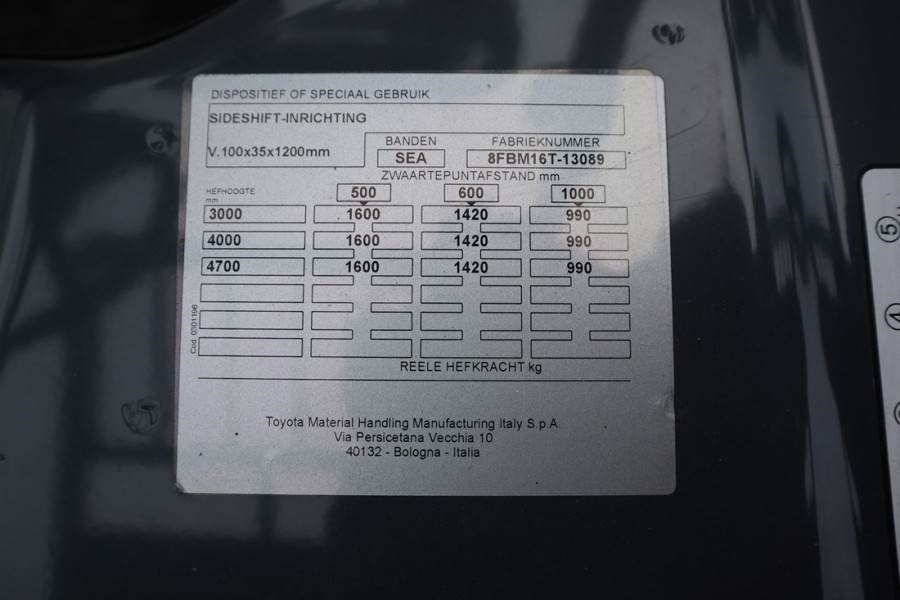 DISPOSITIEF OF SPECIAAL GEBRUIK
SIDESHIFT-INRICHTING
V.100x35x1200mm
BANDEN FABRIEKNUMMER
SEA 8FBM16T-13089
ZWAARTEPUNTAFSTAND mm
HEFHOOGTE mm 500 600 1000
3000 1600 1420 990
4000 1600 1420 990
4700 1600 1420 990
Cod. 0301196
REELE HEFKRACHT kg
Toyota Material Handling Manufacturing Italy S.p.A.
Via Persicetana Vecchia 10
40132 - Bologna - Italia
5
4